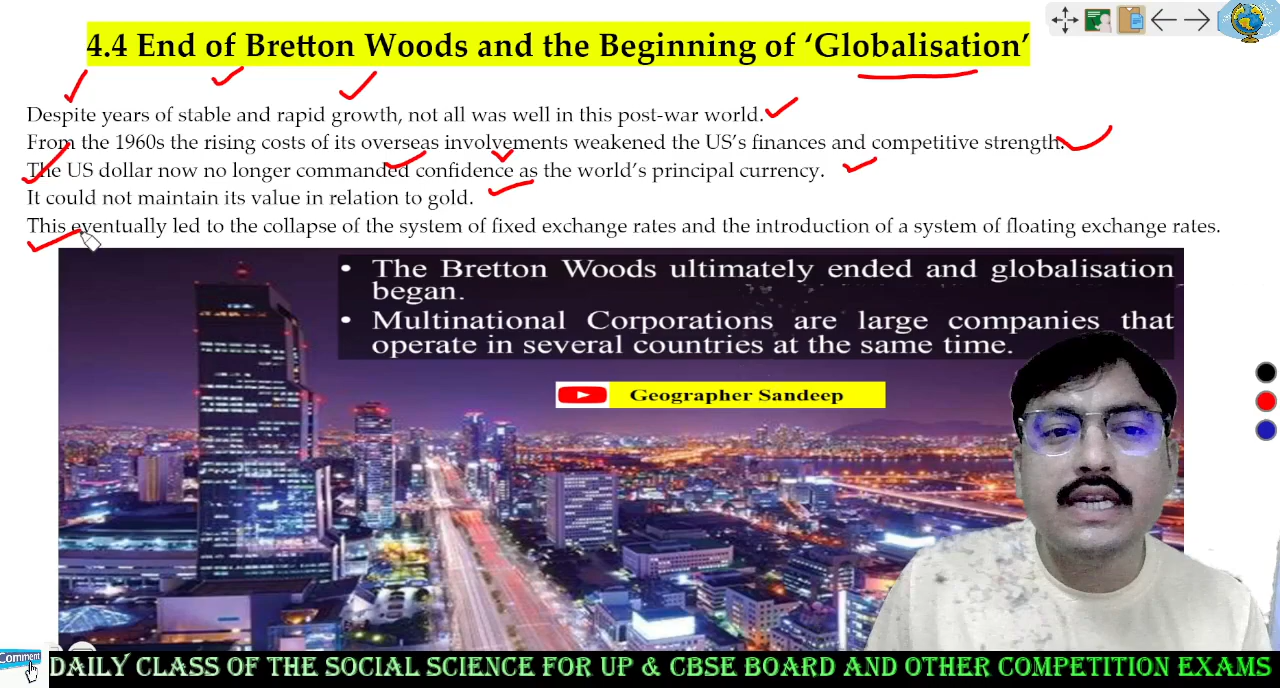 4.4 End of Bretton Woods and the Beginning of ‘Globalisation’
Despite years of stable and rapid growth, not all was well in this post-war world.
From the 1960s the rising costs of its overseas involvements weakened the US’s finances and competitive strength.
The US dollar now no longer commanded confidence as the world’s principal currency.
It could not maintain its value in relation to gold.
This eventually led to the collapse of the system of fixed exchange rates and the introduction of a system of floating exchange rates.
• The Bretton Woods ultimately ended and globalisation
began.
• Multinational Corporations are large companies that
operate in several countries at the same time.
Geographer Sandeep
Comment
DAILY CLASS OF THE SOCIAL SCIENCE FOR UP & CBSE BOARD AND OTHER COMPETITION EXAMS